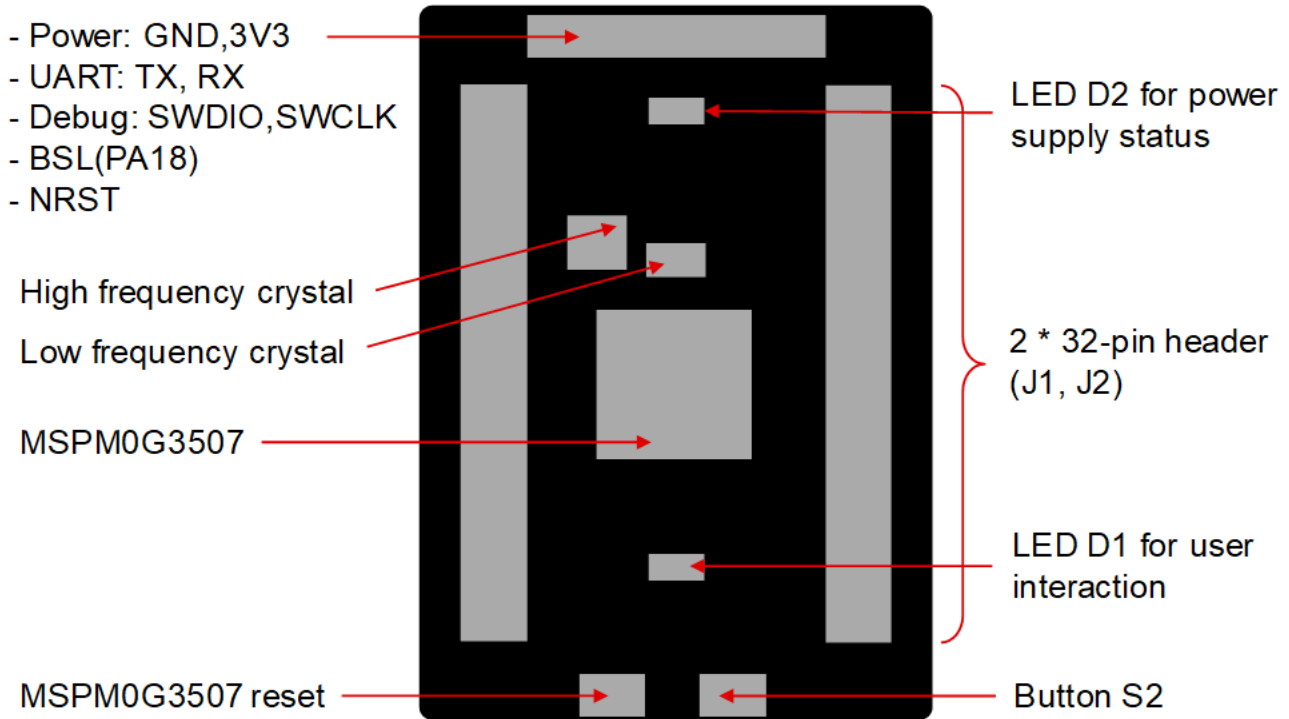 - Power: GND,3V3
- UART: TX, RX
- Debug: SWDIO,SWCLK
- BSL(PA18)
- NRST
High frequency crystal
Low frequency crystal
MSPM0G3507
MSPM0G3507 reset
LED D2 for power
supply status
2 * 32-pin header
(J1, J2)
LED D1 for user
interaction
Button S2